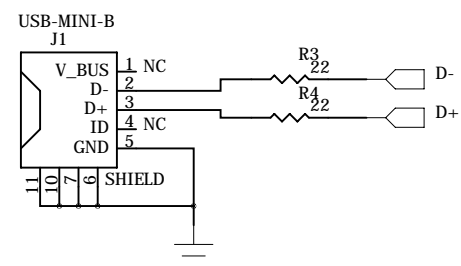 USB-MINI-B
J1
V_BUS 1 NC
D- 2
D+ 3
ID 4 NC
GND 5
11 10 7 6 SHIELD
R3
22
D-
R4
22
D+